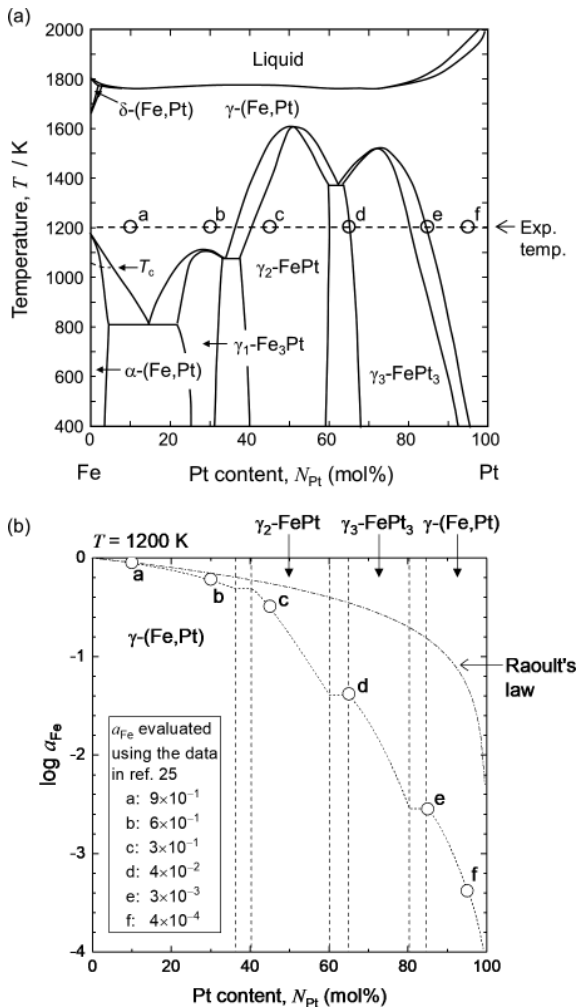 (a)
2000
1800
1600
1400
1200
1000
800
600
400
Temperature, T / K
Liquid
δ-(Fe,Pt)
γ-(Fe,Pt)
a
b
c
d
e
f
Exp.
temp.
Tc
γ2-FePt
γ1-Fe3Pt
α-(Fe,Pt)
γ3-FePt3
0 20 40 60 80 100
Fe Pt content, NPt (mol%) Pt
(b)
T = 1200 K
γ2-FePt γ3-FePt3 γ-(Fe,Pt)
0
-1
-2
-3
-4
log aFe
a
b
c
d
e
f
γ-(Fe,Pt)
Raoult's
law
aFe evaluated
using the data
in ref. 25
a: 9×10⁻¹
b: 6×10⁻¹
c: 3×10⁻¹
d: 4×10⁻²
e: 3×10⁻³
f: 4×10⁻⁴
0 20 40 60 80 100
Pt content, NPt (mol%)